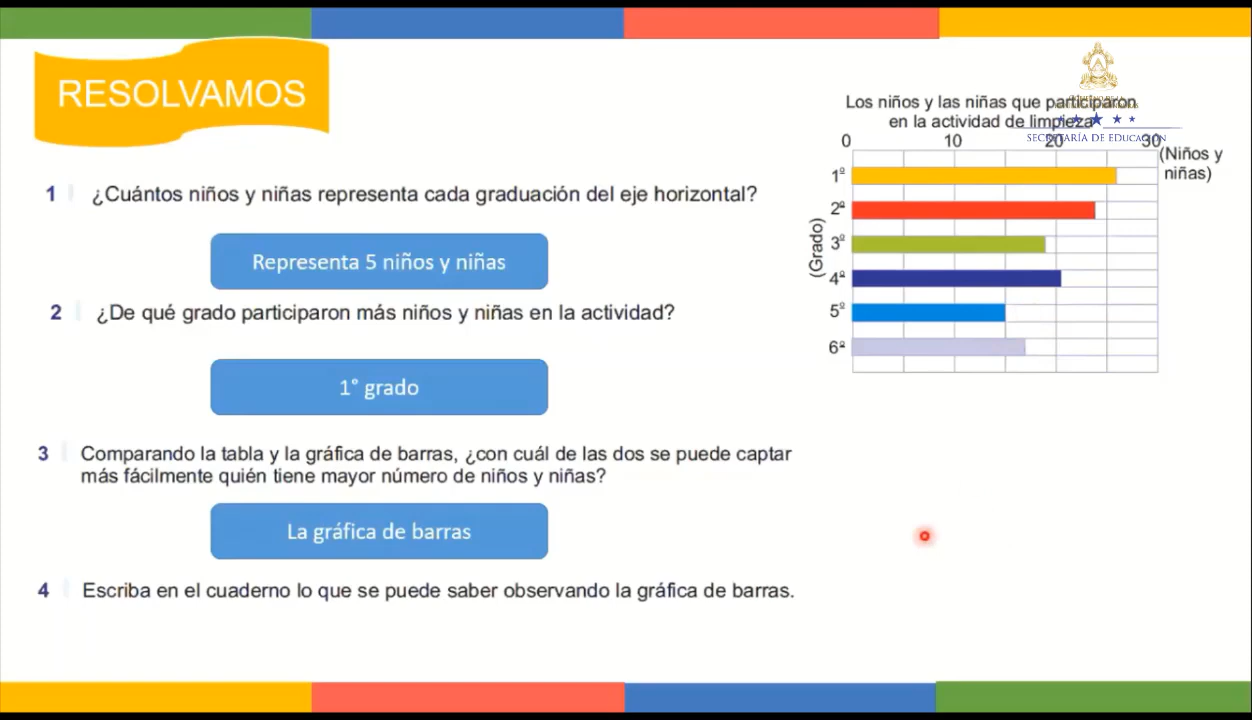 RESOLVAMOS
1 ¿Cuántos niños y niñas representa cada graduación del eje horizontal?
Representa 5 niños y niñas
2 ¿De qué grado participaron más niños y niñas en la actividad?
1° grado
3 Comparando la tabla y la gráfica de barras, ¿con cuál de las dos se puede captar
más fácilmente quién tiene mayor número de niños y niñas?
La gráfica de barras
4 Escriba en el cuaderno lo que se puede saber observando la gráfica de barras.
Los niños y las niñas que participaron
en la actividad de limpieza
SECRETARÍA DE EDUCACIÓN
0 10 20 30
(Niños y
niñas)
(Grado)
1º
2º
3º
4º
5º
6º